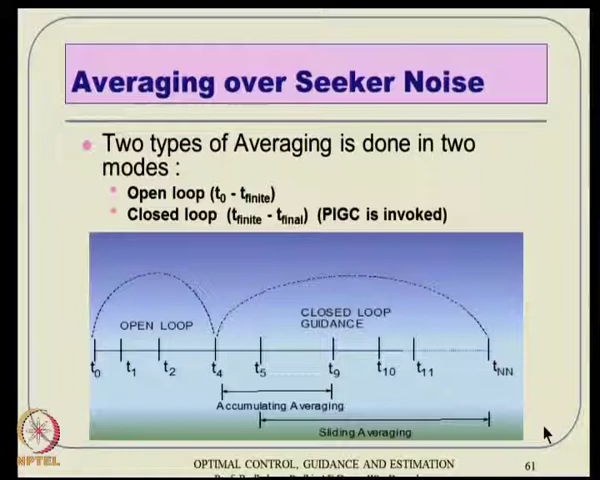 Averaging over Seeker Noise
Two types of Averaging is done in two
modes :
Open loop (t0 - tfinite)
Closed loop (tfinite - tfinal) (PIGC is invoked)
OPEN LOOP
CLOSED LOOP
GUIDANCE
t0 t1 t2 t4 t5 t9 t10 t11 tNN
Accumulating Averaging
Sliding Averaging
NPTEL
OPTIMAL CONTROL, GUIDANCE AND ESTIMATION
61